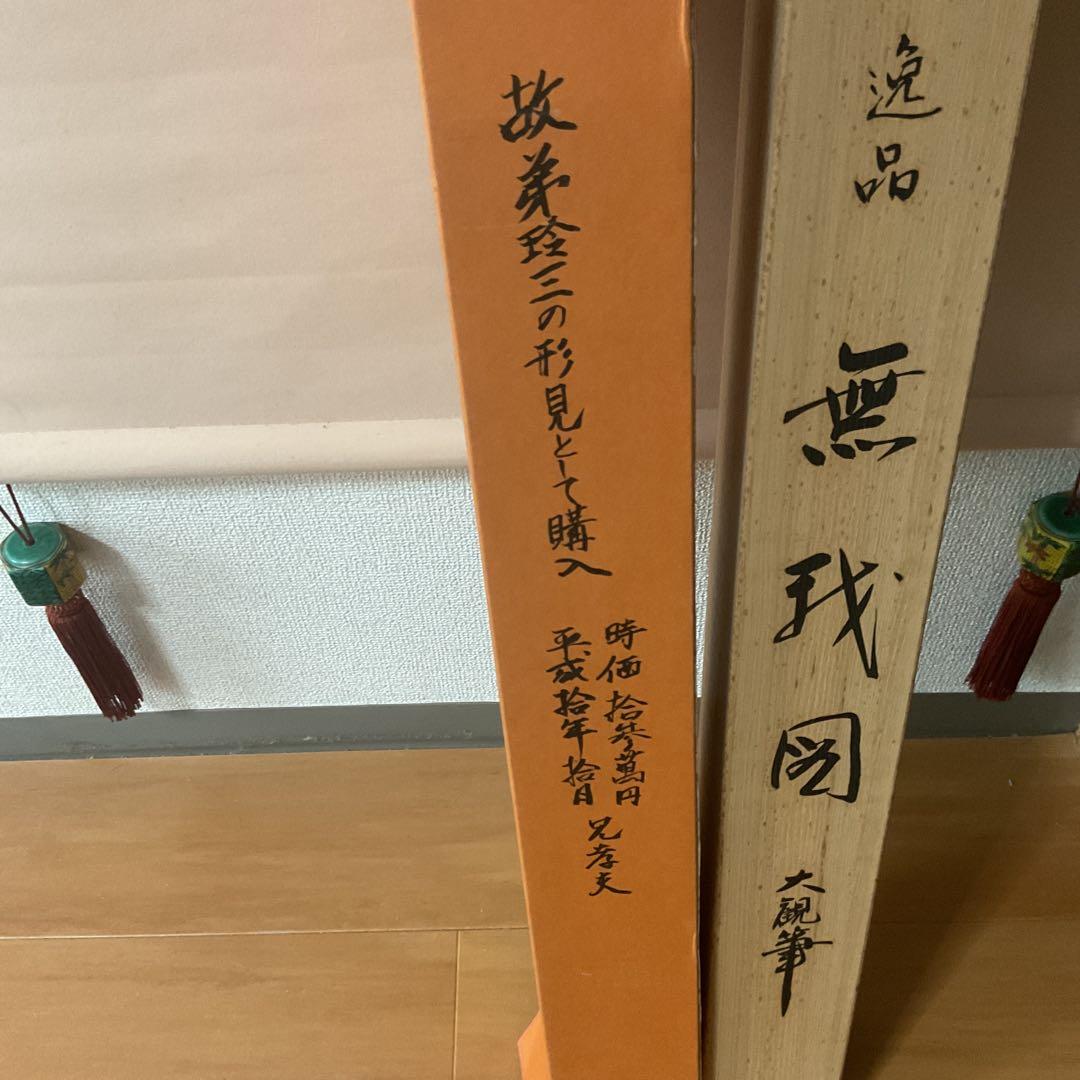 逸品
無我図
大観筆
故弟玲三の形見として購入
時価拾参萬円
平成拾年拾月
兄孝夫